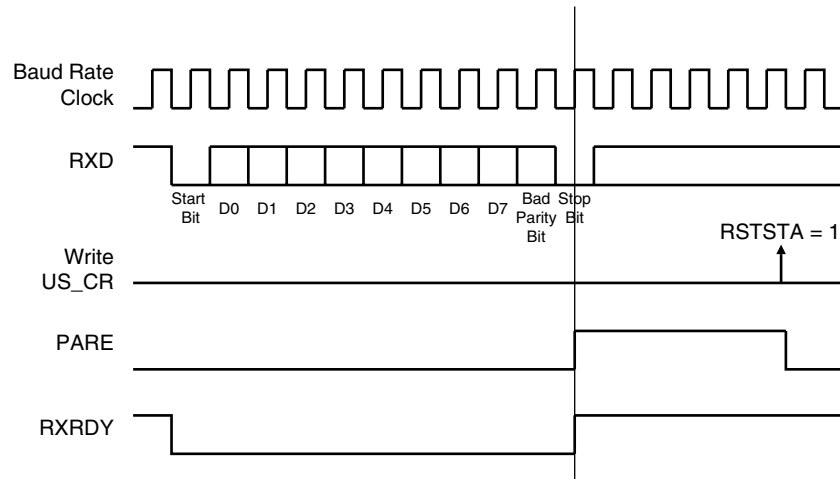 Baud Rate
Clock
RXD
Start
Bit
D0
D1
D2
D3
D4
D5
D6
D7
Bad
Parity
Bit
Stop
Bit
RSTSTA = 1
Write
US_CR
PARE
RXRDY